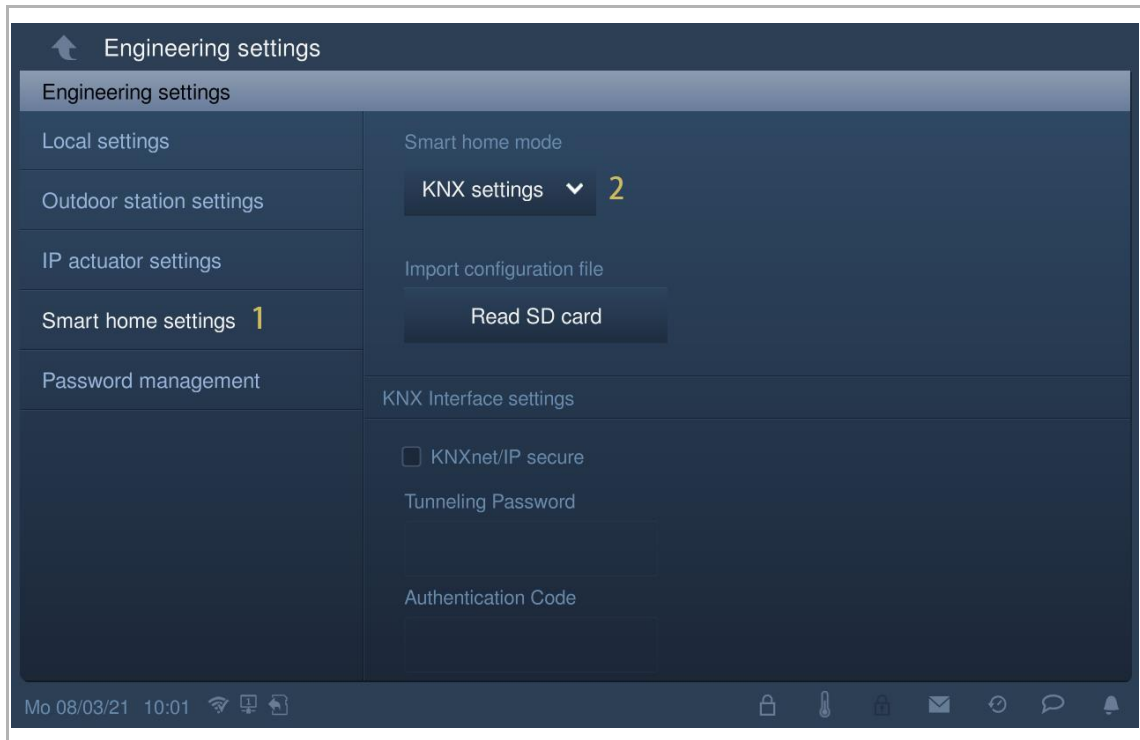 Engineering settings
Engineering settings
Local settings
Outdoor station settings
IP actuator settings
Smart home settings 1
Password management
Smart home mode
KNX settings 2
Import configuration file
Read SD card
KNX Interface settings
KNXnet/IP secure
Tunneling Password
Authentication Code
Mo 08/03/21 10:01 1